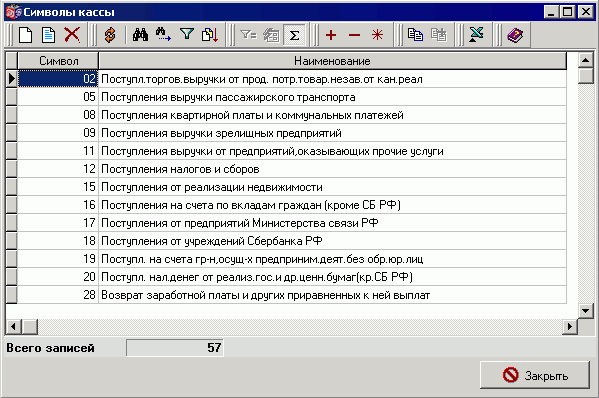 Символы кассы
Символ Наименование
02 Поступл.торгов.выручки от прод. потр.товар.незав.от кан.реал
05 Поступления выручки пассажирского транспорта
08 Поступления квартирной платы и коммунальных платежей
09 Поступления выручки зрелищных предприятий
11 Поступления выручки от предприятий,оказывающих прочие услуги
12 Поступления налогов и сборов
15 Поступления от реализации недвижимости
16 Поступления на счета по вкладам граждан (кроме СБ РФ)
17 Поступления от предприятий Министерства связи РФ
18 Поступления от учреждений Сбербанка РФ
19 Поступл. на счета гр-н,осущ-х предприним.деят.без обр.юр.лиц
20 Поступл. нал.денег от реализ.гос.и др.ценн.бумаг(кр.СБ РФ)
28 Возврат заработной платы и других приравненных к ней выплат
Всего записей 57
Закрыть